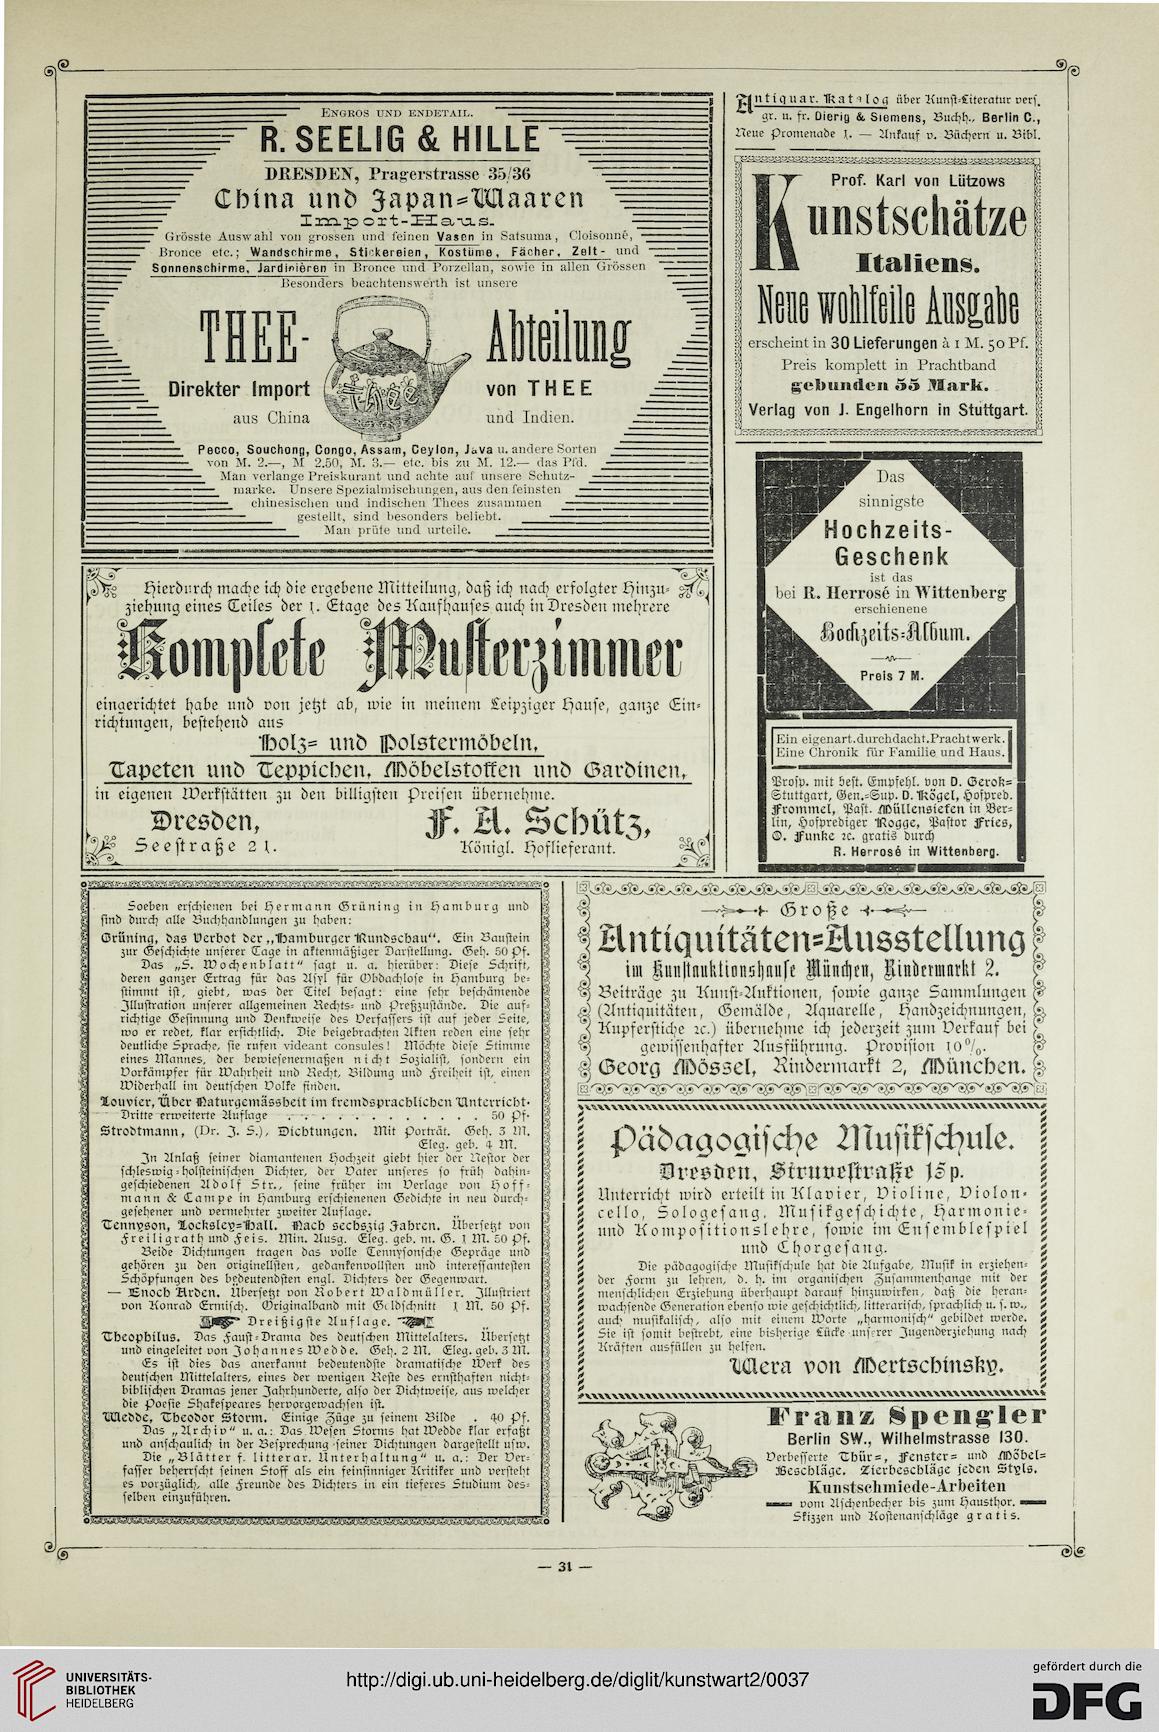 ENGROS UND ENDETAIL.
R. SEELIG & HILLE
DRESDEN, Pragerstrasse 35/36
China und Japan-Waaren
Import-Haus.
Grösste Auswahl von grossen und feinen Vasen in Satsuma, Cloisonné,
Bronce etc.; Wandschirme, Stickereien, Kostüme, Fächer, Zelt- und
Sonnenschirme, Jardinièren in Bronce und Porzellan, sowie in allen Grössen
Besonders beachtenswerth ist unsere
THEE- Abteilung
Direkter Import von THEE
aus China und Indien.
Pecco, Souchong, Congo, Assam, Ceylon, Java u. andere Sorten
von M. 2.—, M 2.50, M. 3.— etc. bis zu M. 12.— das Pfd.
Man verlange Preiskurant und achte auf unsere Schutz-
marke. Unsere Spezialmischungen, aus den feinsten
chinesischen und indischen Thees zusammen
gestellt, sind besonders beliebt.
Man prüfe und urteile.
Hierdurch mache ich die ergebene Mitteilung, daß ich nach erfolgter Hinzu-
ziehung eines Teiles der 1. Etage des Kaufhauses auch in Dresden mehrere
Komplete Musterzimmer
eingerichtet habe und von jetzt ab, wie in meinem Leipziger Hause, ganze Ein-
richtungen, bestehend aus
Holz- und Polstermöbeln,
Tapeten und Teppichen, Möbelstoffen und Gardinen,
in eigenen Werkstätten zu den billigsten Preisen übernehme.
Dresden, F. A. Schütz,
Seestraße 21. Königl. Hoflieferant.
Antiquar. Katalog über Kunst-Literatur vers.
gr. u. fr. Dierig & Siemens, Buchh., Berlin C.,
Neue Promenade 1. — Ankauf v. Büchern u. Bibl.
Prof. Karl von Lützows
Kunstschätze
Italiens.
Neue wohlfeile Ausgabe
erscheint in 30 Lieferungen à 1 M. 50 Pf.
Preis komplett in Prachtband
gebunden 55 Mark.
Verlag von J. Engelhorn in Stuttgart.
Das
sinnigste
Hochzeits-
Geschenk
ist das
bei R. Herrosé in Wittenberg
erschienene
Hochzeits-Album.
Preis 7 M.
Ein eigenart. durchdacht. Prachtwerk.
Eine Chronik für Familie und Haus.
Prosp. mit best. Empfehl. von D. Gerok-
Stuttgart, Gen.-Sup. D. Kögel, Hofpred.
Frommel, Past. Müllensiefen in Ber-
lin, Hofprediger Rogge, Pastor Fries,
O. Funke ꝛc. gratis durch
R. Herrosé in Wittenberg.
Soeben erschienen bei Hermann Grüning in Hamburg und
sind durch alle Buchhandlungen zu haben:
Grüning, das Verbot der „Hamburger Rundschau". Ein Baustein
zur Geschichte unserer Tage in aktenmäßiger Darstellung. Geh. 50 Pf.
Das „S. Wochenblatt" sagt u. a. hierüber: Diese Schrift,
deren ganzer Ertrag für das Asyl für Obdachlose in Hamburg be-
stimmt ist, giebt, was der Titel besagt: eine sehr beschämende
Illustration unserer allgemeinen Rechts- und Preßzustände. Die auf-
richtige Gesinnung und Denkweise des Verfassers ist auf jeder Seite,
wo er redet, klar ersichtlich. Die beigebrachten Akten reden eine sehr
deutliche Sprache, sie rufen videant consules! Möchte diese Stimme
eines Mannes, der bewiesenermaßen nicht Sozialist, sondern ein
Vorkämpfer für Wahrheit und Recht, Bildung und Freiheit ist, einen
Widerhall im deutschen Volke finden.
Louvier, Über Naturgemässheit im fremdsprachlichen Unterricht.
Dritte erweiterte Auflage . . . . . . . . . . . 50 Pf.
Strodtmann, (Dr. J. S.), Dichtungen. Mit Porträt. Geh. 3 M.
Eleg. geb. 4 M.
In Anlaß seiner diamantenen Hochzeit giebt hier der Nestor der
schleswig-holsteinischen Dichter, der Vater unseres so früh dahin-
geschiedenen Adolf Str., seine früher im Verlage von Hoff-
mann & Campe in Hamburg erschienenen Gedichte in neu durch-
gesehener und vermehrter zweiter Auflage.
Tennyson, Locksley-Hall. Nach sechszig Jahren. Übersetzt von
Freiligrath und Feis. Min. Ausg. Eleg. geb. m. G. 1 M. 50 Pf.
Beide Dichtungen tragen das volle Tennysonsche Gepräge und
gehören zu den originellsten, gedankenvollsten und interessantesten
Schöpfungen des bedeutendsten engl. Dichters der Gegenwart.
— Enoch Arden. Übersetzt von Robert Waldmüller. Illustriert
von Konrad Ermisch. Originalband mit Goldschnitt 1 M. 50 Pf.
Dreißigste Auflage.
Theophilus. Das Faust-Drama des deutschen Mittelalters. Übersetzt
und eingeleitet von Johannes Wedde. Geh. 2 M. Eleg. geb. 3 M.
Es ist dies das anerkannt bedeutendste dramatische Werk des
deutschen Mittelalters, eines der wenigen Reste des ernsthaften nicht-
biblischen Dramas jener Jahrhunderte, also der Dichtweise, aus welcher
die Poesie Shakespeares hervorgewachsen ist.
Wedde, Theodor Storm. Einige Züge zu seinem Bilde . 40 Pf.
Das „Archiv" u. a.: Das Wesen Storms hat Wedde klar erfaßt
und anschaulich in der Besprechung seiner Dichtungen dargestellt usw.
Die „Blätter f. litterar. Unterhaltung" u. a.: Der Ver-
fasser beherrscht seinen Stoff als ein feinsinniger Kritiker und versteht
es vorzüglich, alle Freunde des Dichters in ein tieferes Studium des-
selben einzuführen.
Große
Antiquitäten-Ausstellung
im Kunstauktionshause München, Rindermarkt 2.
Beiträge zu Kunst-Auktionen, sowie ganze Sammlungen
(Antiquitäten, Gemälde, Aquarelle, Handzeichnungen,
Kupferstiche ꝛc.) übernehme ich jederzeit zum Verkauf bei
gewissenhafter Ausführung. Provision 10%.
Georg Mössel, Rindermarkt 2, München.
Pädagogische Musikschule.
Dresden, Struvestraße 15 p.
Unterricht wird erteilt in Klavier, Violine, Violon-
cello, Sologesang, Musikgeschichte, Harmonie-
und Kompositionslehre, sowie im Ensemblespiel
und Chorgesang.
Die pädagogische Musikschule hat die Aufgabe, Musik in erziehen-
der Form zu lehren, d. h. im organischen Zusammenhange mit der
menschlichen Erziehung überhaupt darauf hinzuwirken, daß die heran-
wachsende Generation ebenso wie geschichtlich, litterarisch, sprachlich u. s. w.,
auch musikalisch, also mit einem Worte „harmonisch" gebildet werde.
Sie ist somit bestrebt, eine bisherige Lücke unserer Jugenderziehung nach
Kräften ausfüllen zu helfen.
Wera von Mertschinsky.
Franz Spengler
Berlin SW., Wilhelmstrasse 130.
Verbesserte Thür-, Fenster- und Möbel-
Beschläge. Zierbeschläge jeden Styls.
Kunstschmiede-Arbeiten
vom Aschenbecher bis zum Hausthor.
Skizzen und Kostenanschläge gratis.
— 31 —
UNIVERSITÄTS-
BIBLIOTHEK
HEIDELBERG
http://digi.ub.uni-heidelberg.de/diglit/kunstwart2/0037
gefördert durch die
DFG